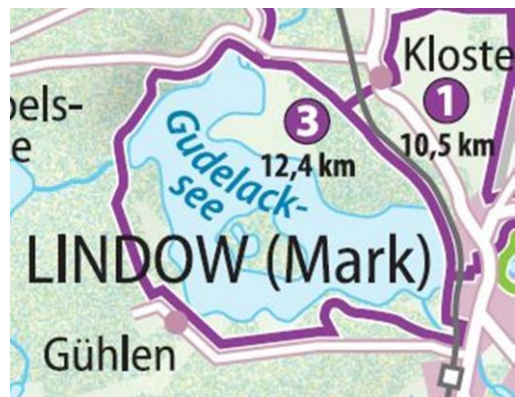 Kloste
bels-
e
3
12,4 km
1
10,5 km
Gudelack-
see
LINDOW (Mark)
Gühlen